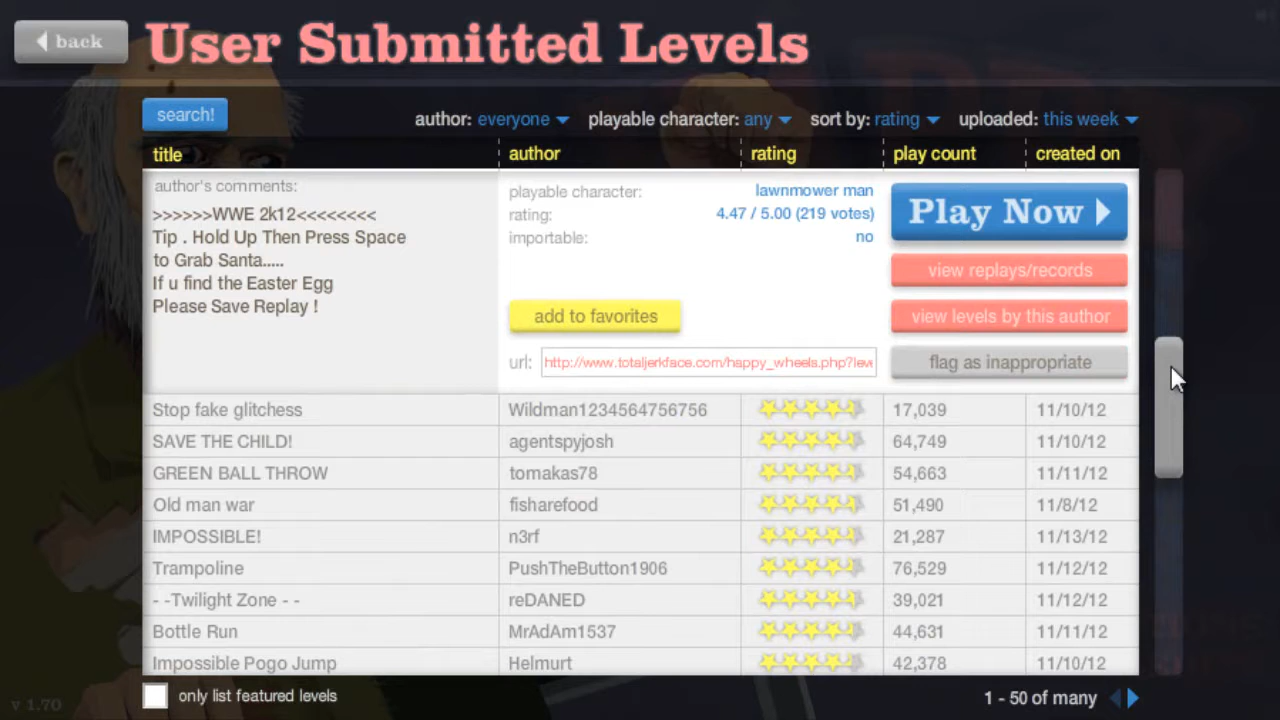 back
User Submitted Levels
search!
author: everyone playable character: any sort by: rating uploaded: this week
title author rating play count created on
author's comments:
>>>>>>WWE 2k12<<<<<<<<
Tip . Hold Up Then Press Space
to Grab Santa.....
If u find the Easter Egg
Please Save Replay !
playable character: lawnmower man
rating: 4.47 / 5.00 (219 votes)
importable: no
add to favorites
url: http://www.totaljerkface.com/happy_wheels.php?leve
Play Now
view replays/records
view levels by this author
flag as inappropriate
Stop fake glitchess Wildman1234564756756 17,039 11/10/12
SAVE THE CHILD! agentspyjosh 64,749 11/10/12
GREEN BALL THROW tomakas78 54,663 11/11/12
Old man war fisharefood 51,490 11/8/12
IMPOSSIBLE! n3rf 21,287 11/13/12
Trampoline PushTheButton1906 76,529 11/12/12
- -Twilight Zone - - reDANED 39,021 11/12/12
Bottle Run MrAdAm1537 44,631 11/11/12
Impossible Pogo Jump Helmurt 42,378 11/10/12
only list featured levels
1 - 50 of many
v 1.70